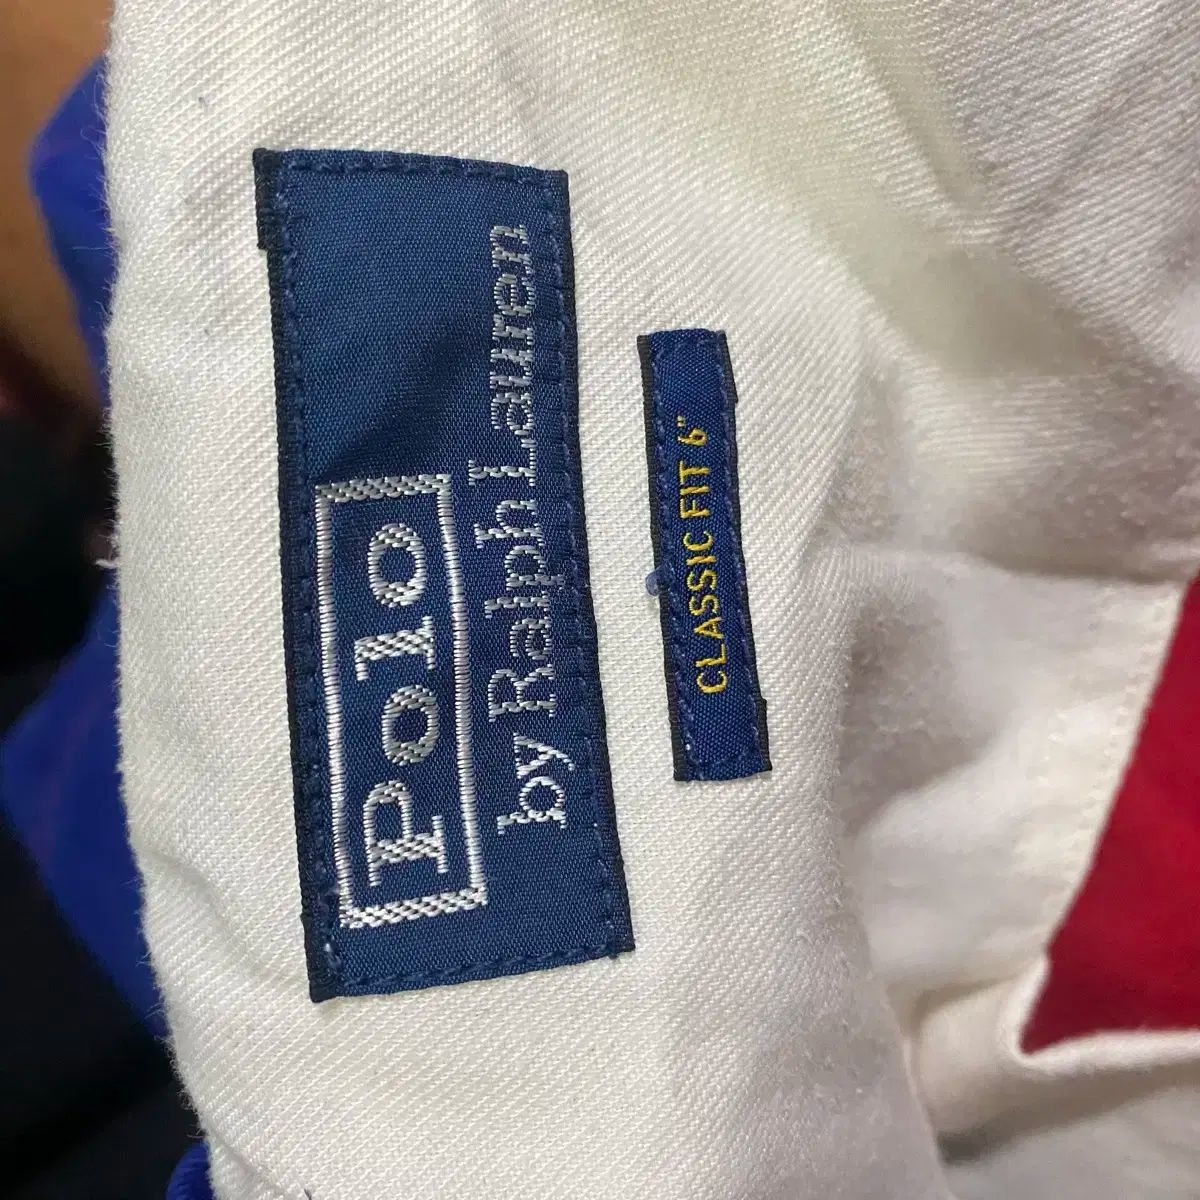 Polo
by Ralph Lauren
CLASSIC FIT 6"